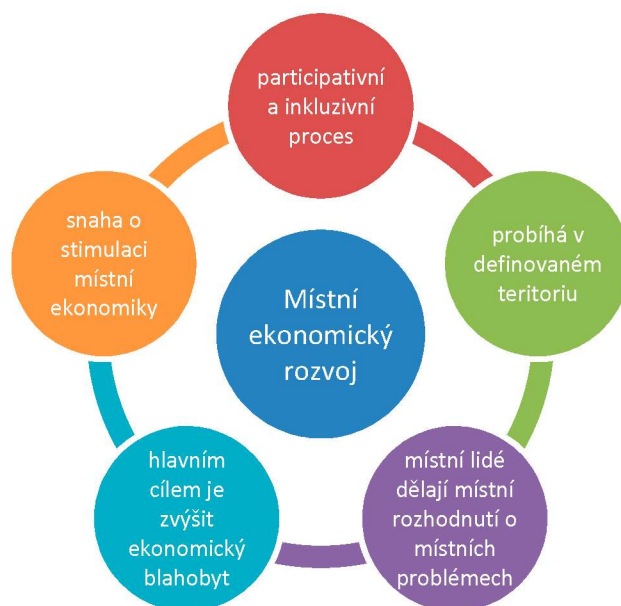 participativní
a inkluzivní
proces
snaha o
stimulaci
místní
ekonomiky
probíhá v
definovaném
teritoriu
Místní
ekonomický
rozvoj
hlavním
cílem je
zvýšit
ekonomický
blahobyt
místní lidé
dělají místní
rozhodnutí o
místních
problémech